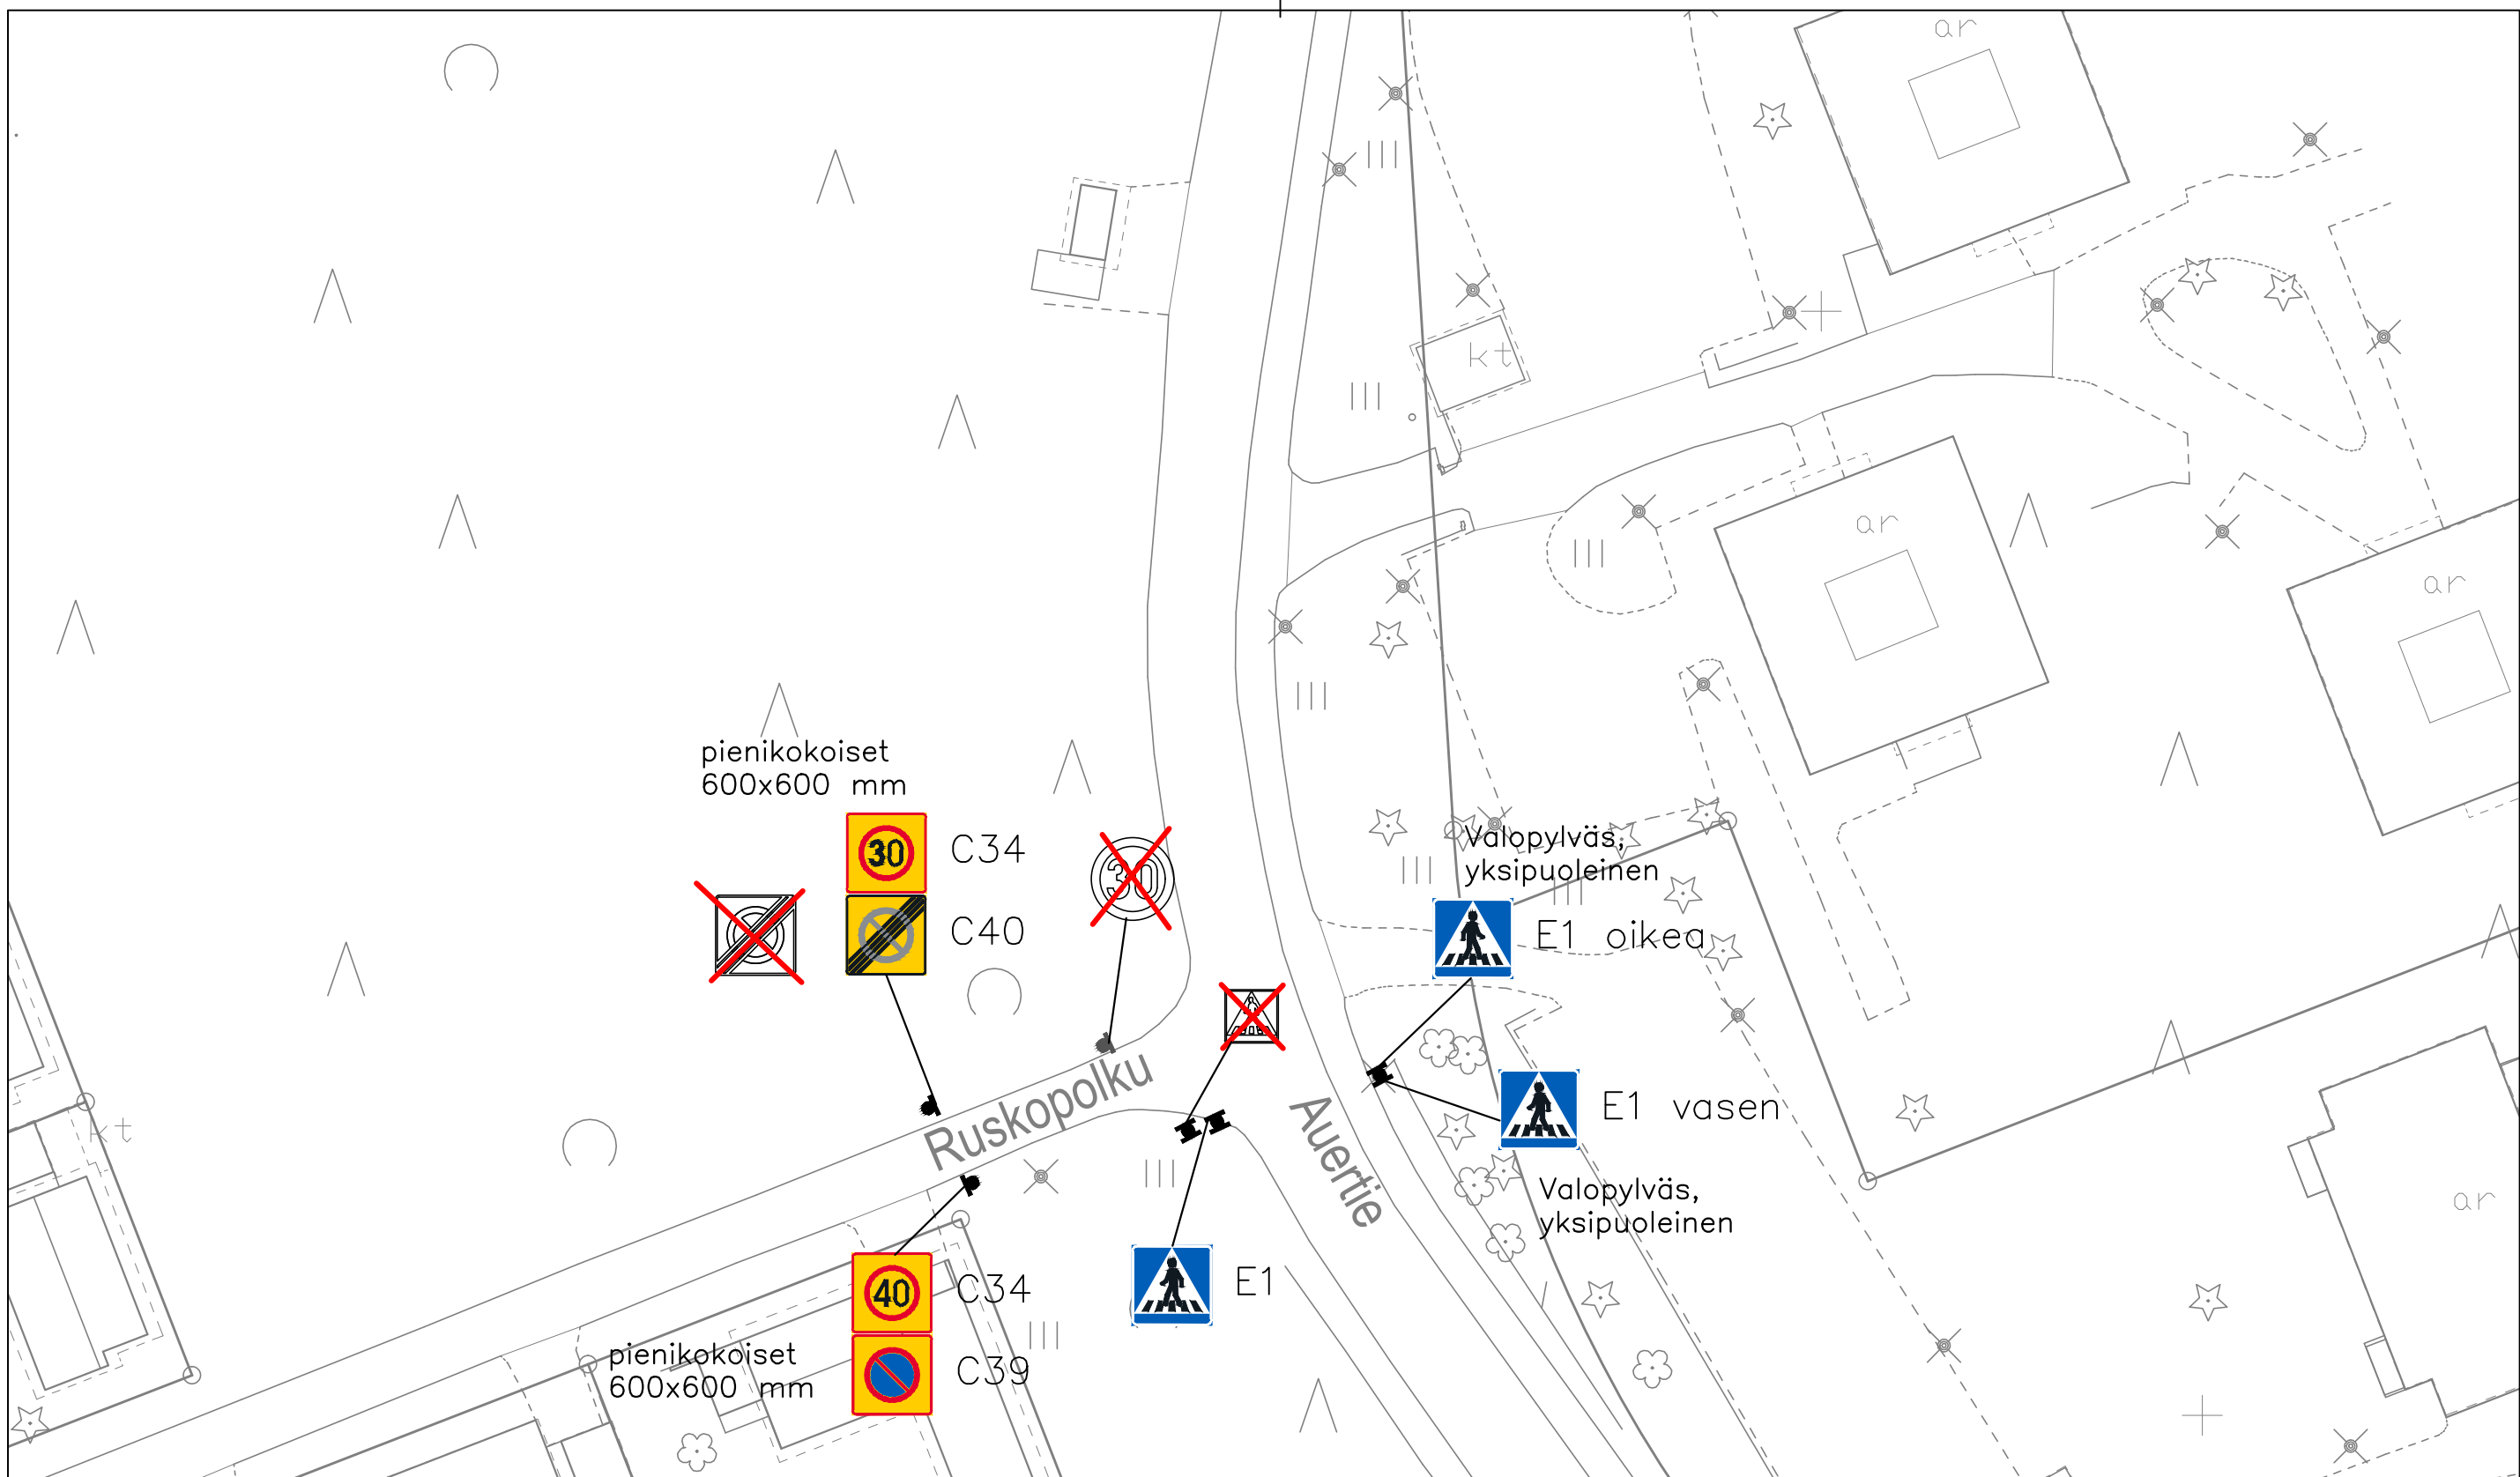 ar
kt
ar
ar
pienikokoiset
600x600 mm
30
C34
C40
30
Valopylväs,
yksipuoleinen
E1 oikea
Ruskopolku
Auertie
E1 vasen
Valopylväs,
yksipuoleinen
kt
ar
40
C34
C39
E1
pienikokoiset
600x600 mm